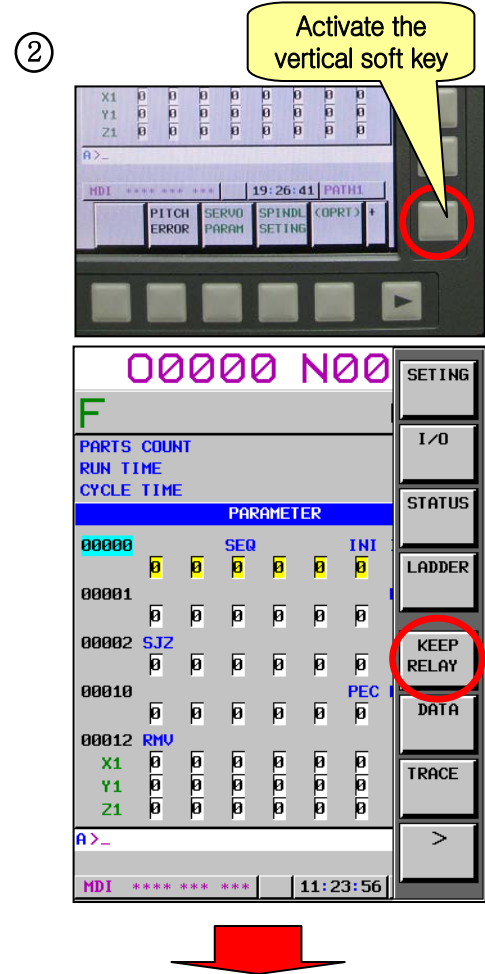 ②
Activate the
vertical soft key
X1 0 0 0 0 0 0 0 0
Y1 0 0 0 0 0 0 0 0
Z1 0 0 0 0 0 0 0 0
A>_
MDI **** *** *** 19:26:41 PATH1
PITCH ERROR SERVO PARAM SPINDL SETING (OPRT) +
O0000 N00
F
PARTS COUNT
RUN TIME
CYCLE TIME
PARAMETER
00000 SEQ INI
0 0 0 0 0 0
00001
0 0 0 0 0 0
00002 SJZ
0 0 0 0 0 0
00010 PEC
0 0 0 0 0 0
00012 RMV
X1 0 0 0 0 0 0
Y1 0 0 0 0 0 0
Z1 0 0 0 0 0 0
A>_
MDI **** *** *** 11:23:56
SETING
I/O
STATUS
LADDER
KEEP
RELAY
DATA
TRACE
>